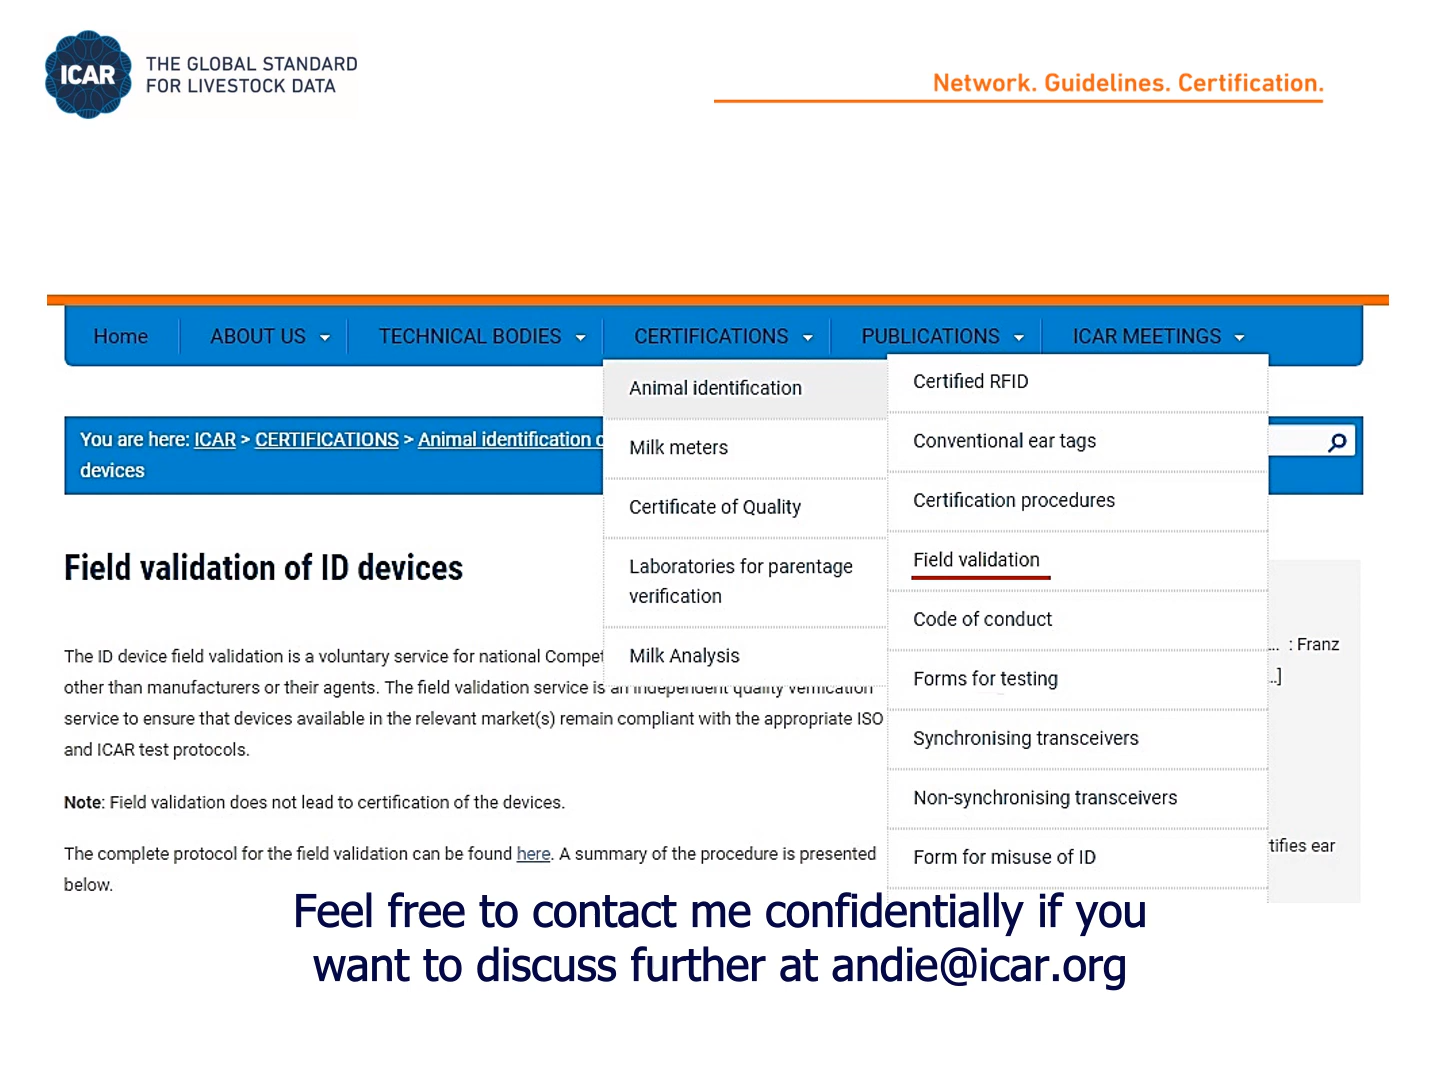 ICAR
THE GLOBAL STANDARD
FOR LIVESTOCK DATA
Network. Guidelines. Certification.
Home
ABOUT US
TECHNICAL BODIES
CERTIFICATIONS
PUBLICATIONS
ICAR MEETINGS
Animal identification
Milk meters
Certificate of Quality
Laboratories for parentage
verification
Milk Analysis
Certified RFID
Conventional ear tags
Certification procedures
Field validation
Code of conduct
Forms for testing
Synchronising transceivers
Non-synchronising transceivers
Form for misuse of ID
You are here: ICAR > CERTIFICATIONS > Animal identification
devices
Field validation of ID devices
The ID device field validation is a voluntary service for national
other than manufacturers or their agents. The field validation service is an independent quality verification
service to ensure that devices available in the relevant market(s) remain compliant with the appropriate ISO
and ICAR test protocols.
Note: Field validation does not lead to certification of the devices.
The complete protocol for the field validation can be found here. A summary of the procedure is presented
below.
... : Franz
..]
ear
Feel free to contact me confidentially if you
want to discuss further at andie@icar.org